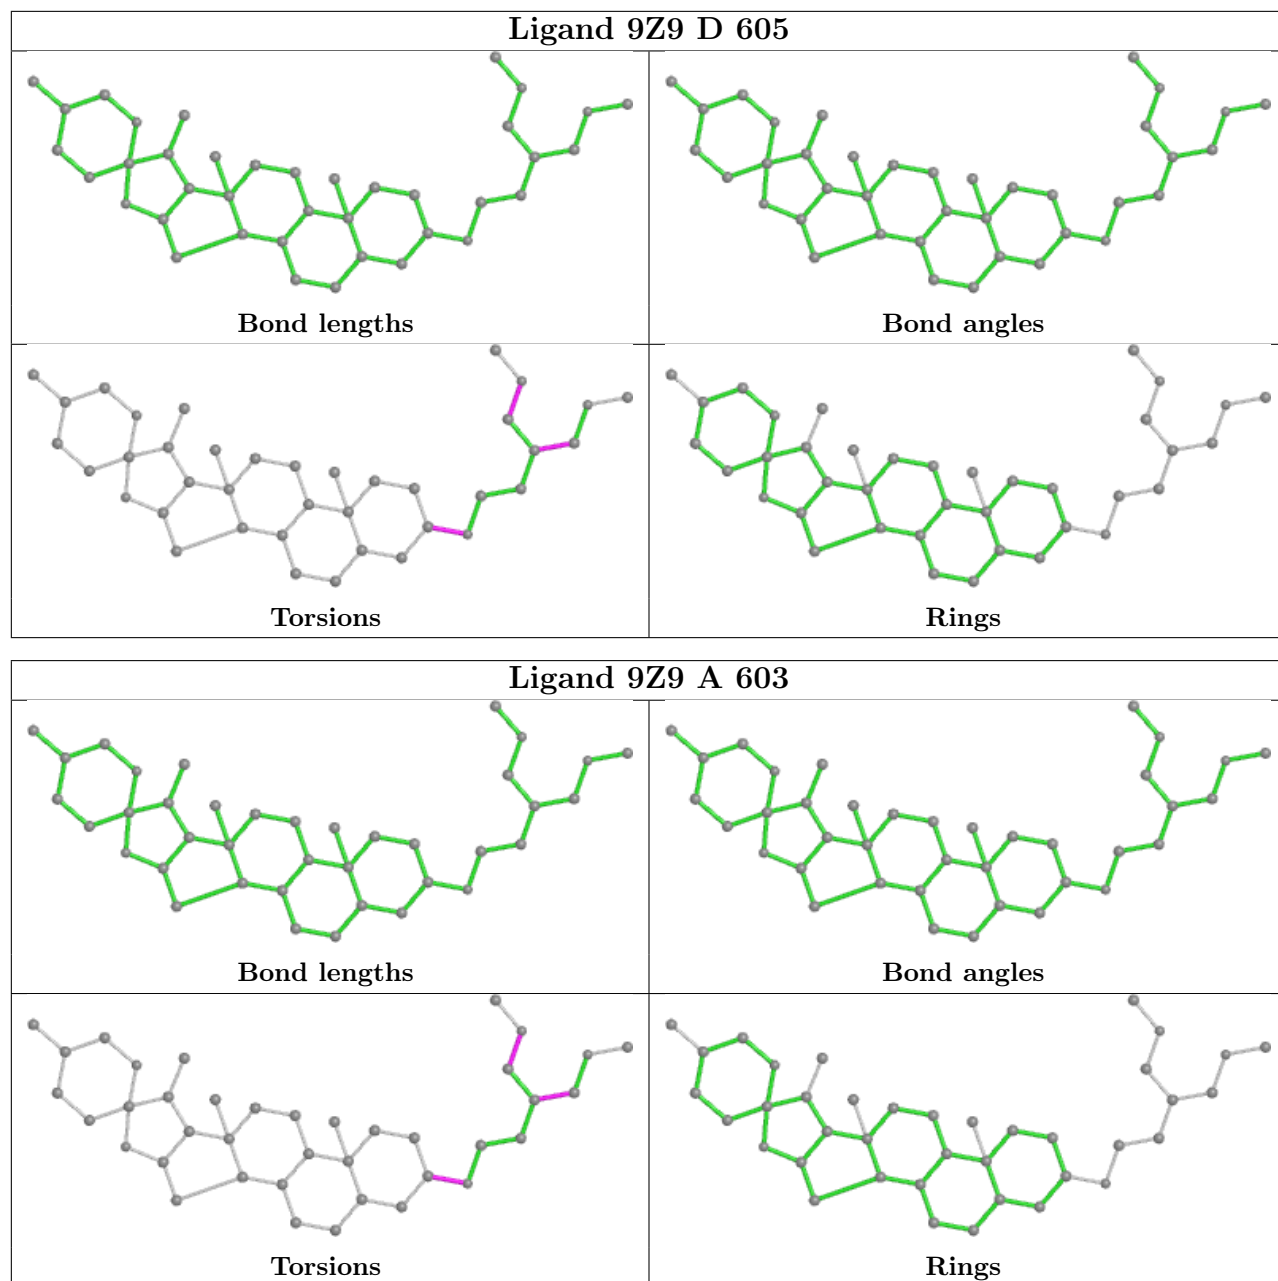 Ligand 9Z9 D 605
Bond lengths
Bond angles
Torsions
Rings
Ligand 9Z9 A 603
Bond lengths
Bond angles
Torsions
Rings